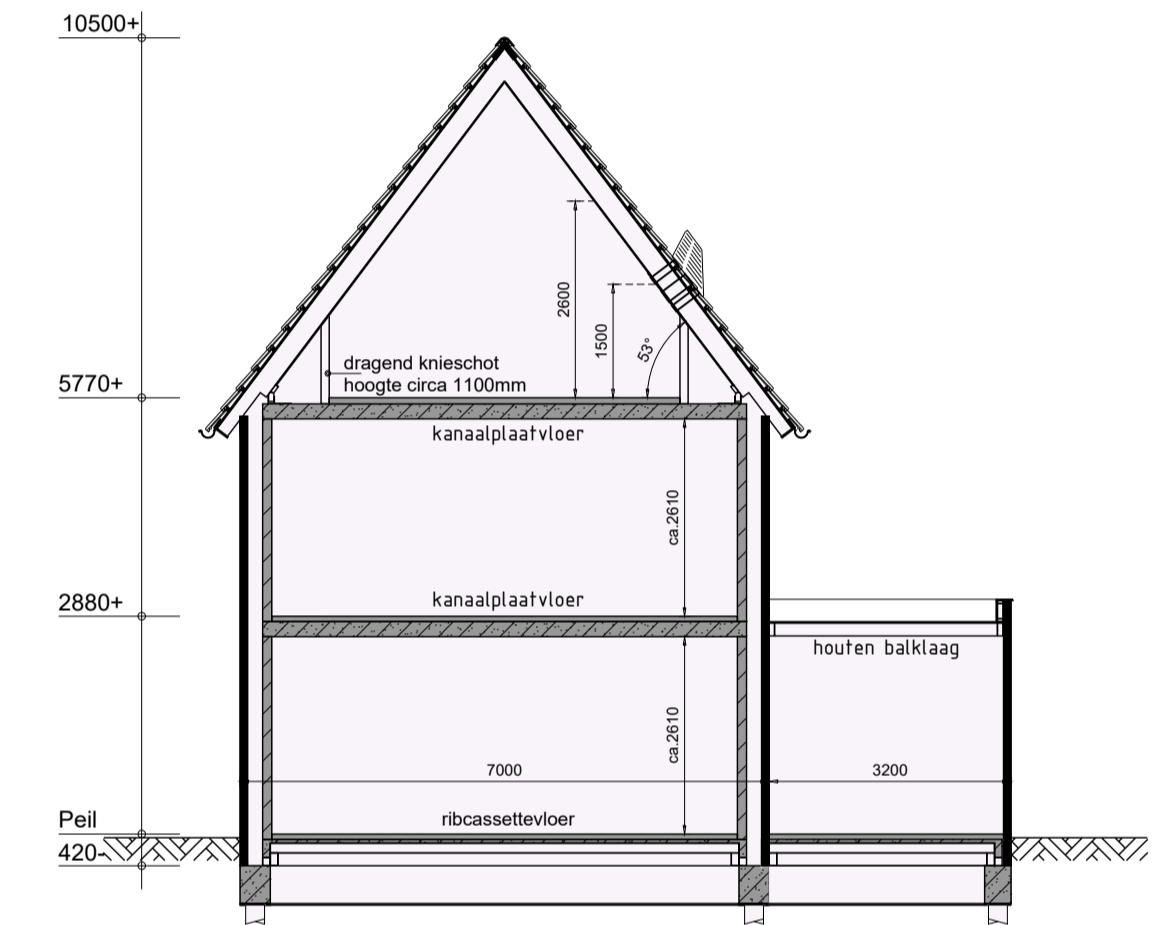 10500+
2600
1500
53°
dragend knieschot
hoogte circa 1100mm
5770+
kanaalplaatvloer
ca.2610
kanaalplaatvloer
2880+
houten balklaag
ca.2610
7000
3200
Peil
ribcassettevloer
420-